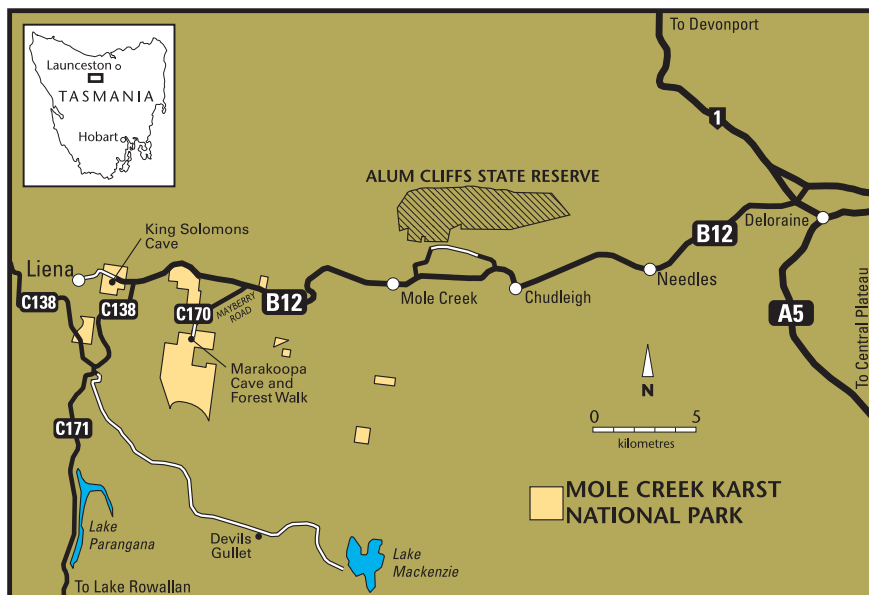 To Devonport
Launceston
TASMANIA
Hobart
1
ALUM CLIFFS STATE RESERVE
King Solomons
Cave
Deloraine
B12
Liena
Needles
Mole Creek
Chudleigh
C138
C138
C170
MAYBERRY
ROAD
B12
A5
To Central Plateau
Marakoopa
Cave and
Forest Walk
N
0 5
kilometres
C171
MOLE CREEK KARST
NATIONAL PARK
Lake
Parangana
Devils
Gullet
Lake
Mackenzie
To Lake Rowallan